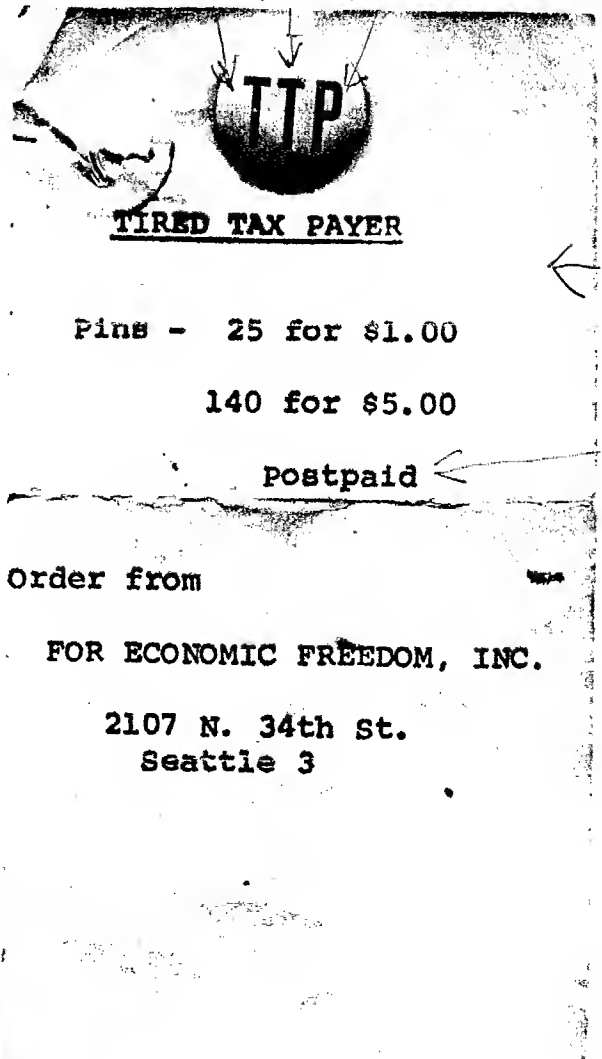 TTP
TIRED TAX PAYER
Pins - 25 for $1.00
140 for $5.00
Postpaid
Order from
FOR ECONOMIC FREEDOM, INC.
2107 N. 34th St.
Seattle 3